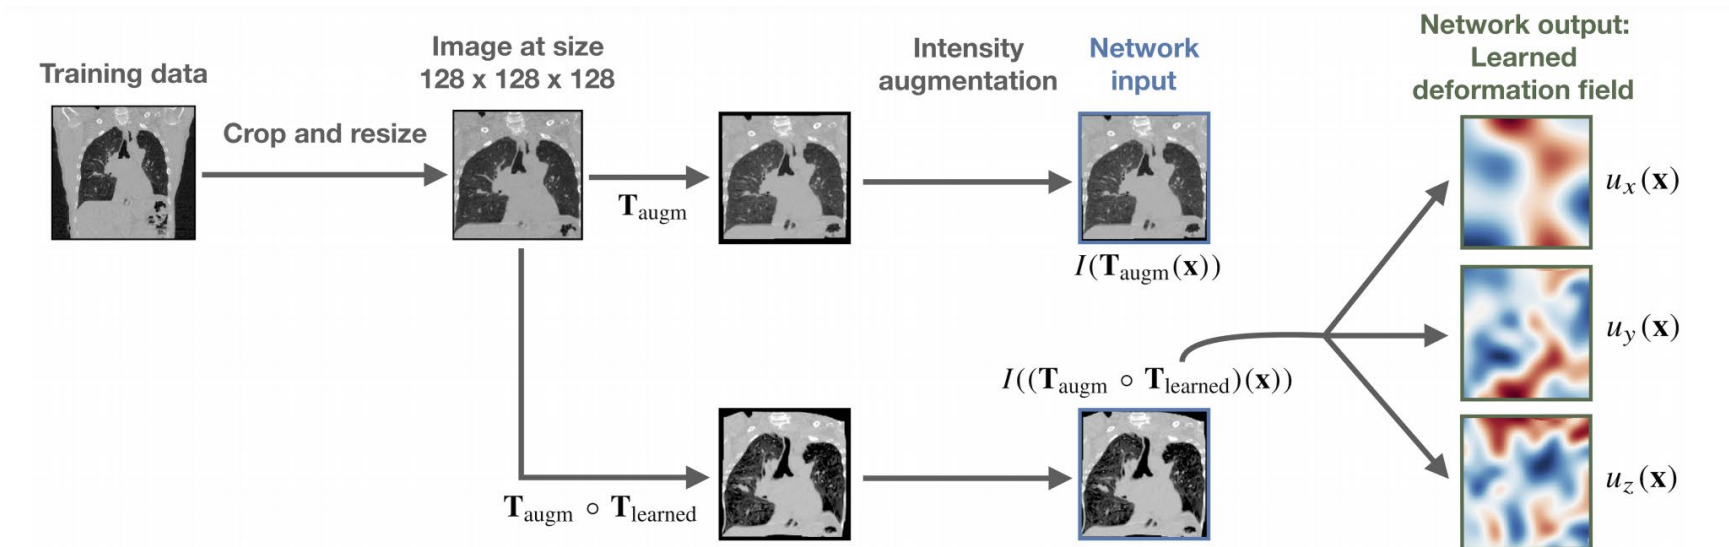 Training data
Crop and resize
Image at size
128 x 128 x 128
T_augm
Intensity
augmentation
Network
input
I(T_augm(x))
T_augm ∘ T_learned
I((T_augm ∘ T_learned)(x))
Network output:
Learned
deformation field
u_x(x)
u_y(x)
u_z(x)